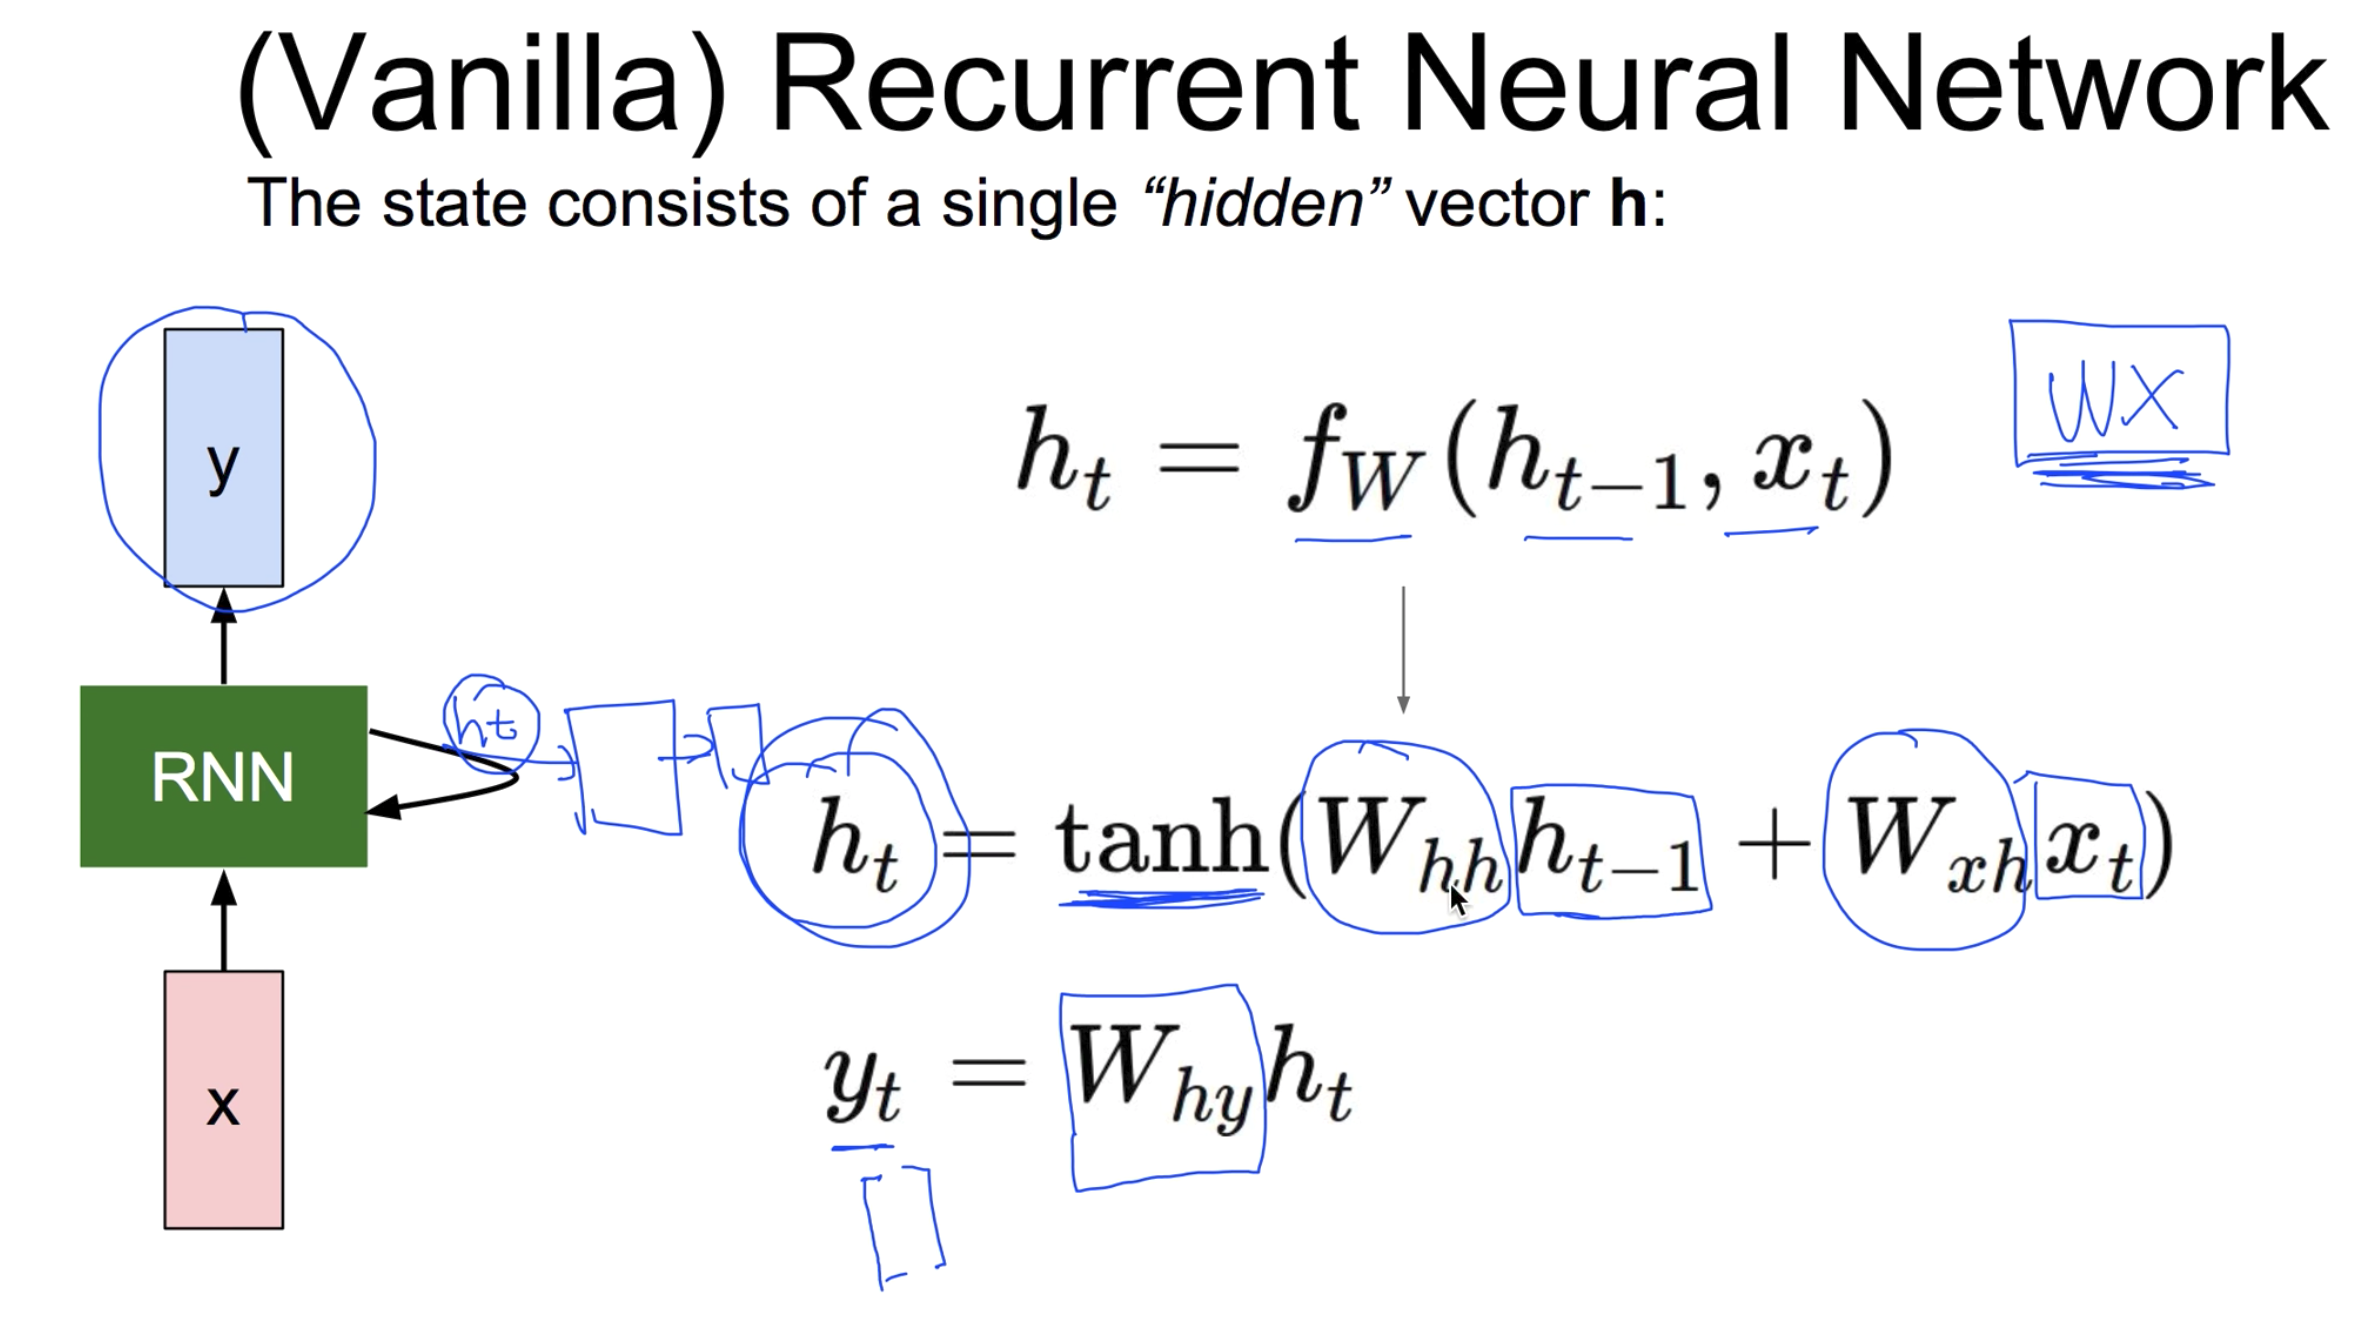 (Vanilla) Recurrent Neural Network
The state consists of a single “hidden” vector h:
y
h_t = f_W(h_{t-1}, x_t)
WX
RNN
ht
h_t = tanh(W_{hh}h_{t-1} + W_{xh}x_t)
x
y_t = W_{hy}h_t